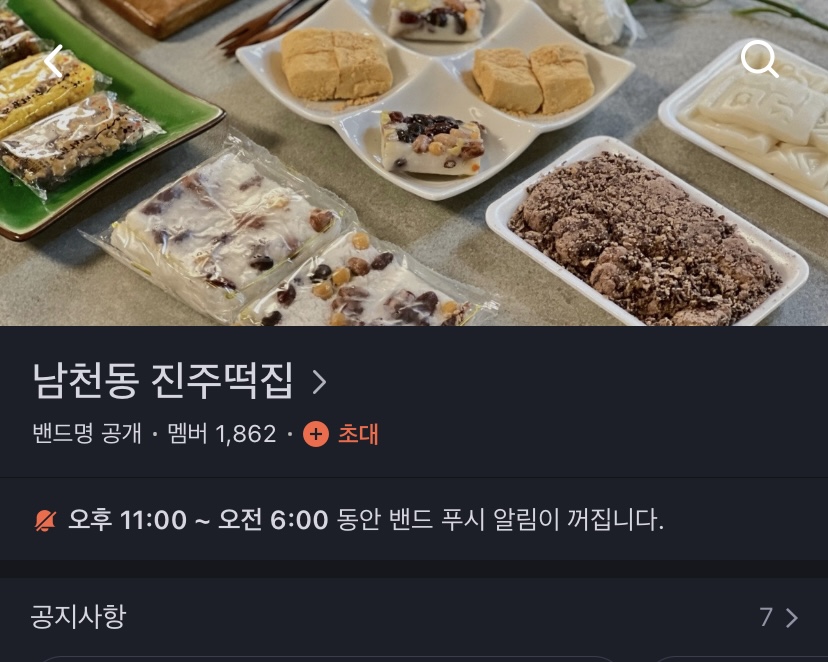 남천동 진주떡집
밴드명 공개 · 멤버 1,862 · 초대
오후 11:00 ~ 오전 6:00 동안 밴드 푸시 알림이 꺼집니다.
공지사항 7